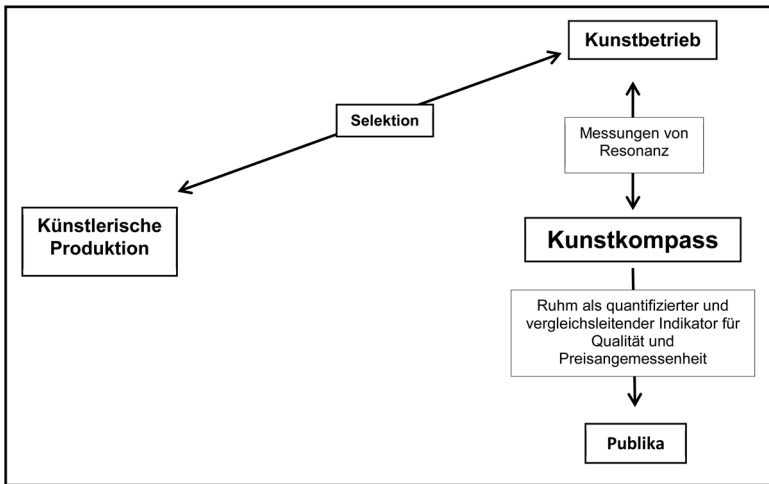 Kunstbetrieb
Selektion
Messungen von
Resonanz
Künstlerische
Produktion
Kunstkompass
Ruhm als quantifizierter und
vergleichsleitender Indikator für
Qualität und
Preisangemessenheit
Publika